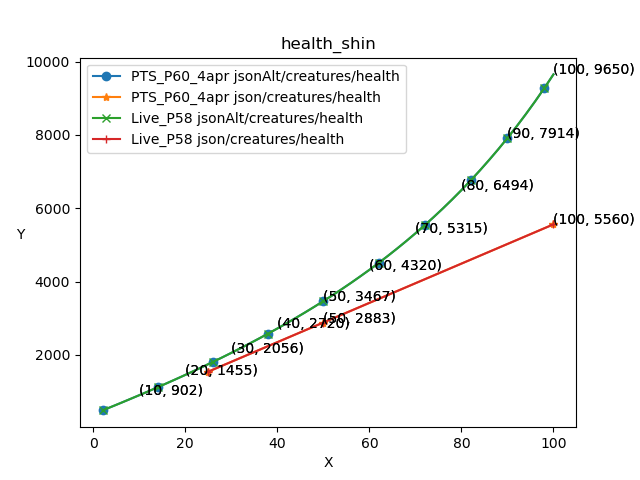 health_shin
10000
8000
6000
4000
2000
Y
PTS_P60_4apr jsonAlt/creatures/health
PTS_P60_4apr json/creatures/health
Live_P58 jsonAlt/creatures/health
Live_P58 json/creatures/health
(100, 9650)
(90, 7914)
(80, 6494)
(100, 5560)
(70, 5315)
(60, 4320)
(50, 3467)
(50, 2883)
(40, 2720)
(30, 2056)
(20, 1455)
(10, 902)
0 20 40 60 80 100
X